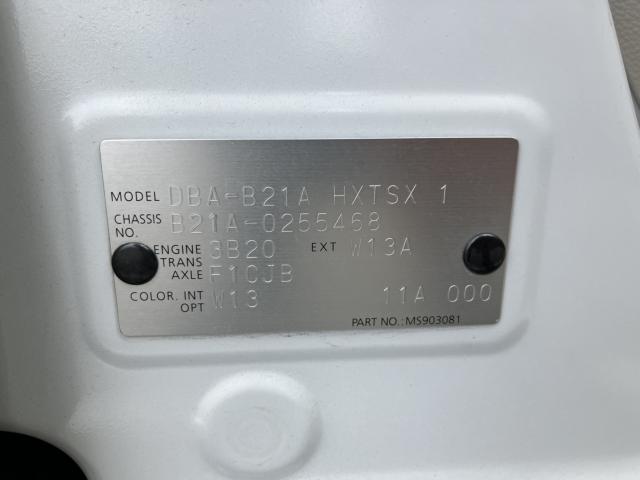 MODEL DBA-B21A HXTSX 1
CHASSIS NO. B21A-0255468
ENGINE 3B20 EXT W13A
TRANS AXLE F1CJB
COLOR. INT OPT W13 11A 000
PART NO.: MS903081